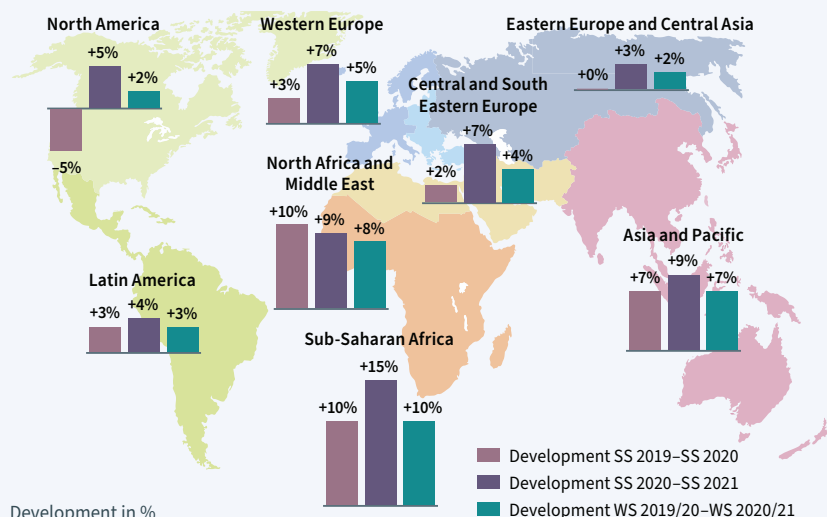 North America
+5%
+2%
–5%
Western Europe
+3%
+7%
+5%
Eastern Europe and Central Asia
+0%
+3%
+2%
Central and South
Eastern Europe
+2%
+7%
+4%
North Africa and
Middle East
+10%
+9%
+8%
Asia and Pacific
+7%
+9%
+7%
Latin America
+3%
+4%
+3%
Sub-Saharan Africa
+10%
+15%
+10%
Development SS 2019–SS 2020
Development SS 2020–SS 2021
Development WS 2019/20–WS 2020/21
Development in %